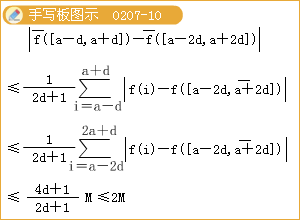 手写板图示 0207-10
|f̅([a-d,a+d])-f̅([a-2d,a+2d])|
≤ 1/(2d+1) ∑_{i=a-d}^{a+d} |f(i)-f([a-2d,a̅+̅2d])|
≤ 1/(2d+1) ∑_{i=a-2d}^{2a+d} |f(i)-f([a-2d,a̅+̅2d])|
≤ (4d+1)/(2d+1) M ≤2M